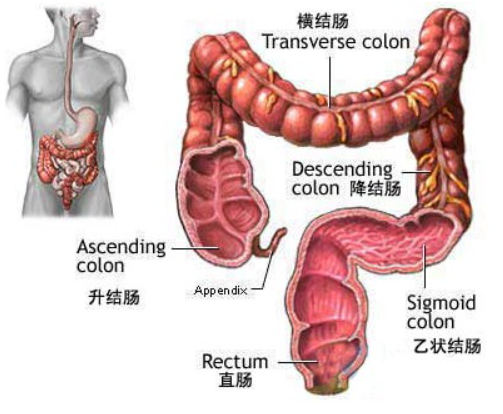 横结肠
Transverse colon
Descending
colon 降结肠
Ascending
colon
升结肠
Appendix
Sigmoid
colon
乙状结肠
Rectum
直肠